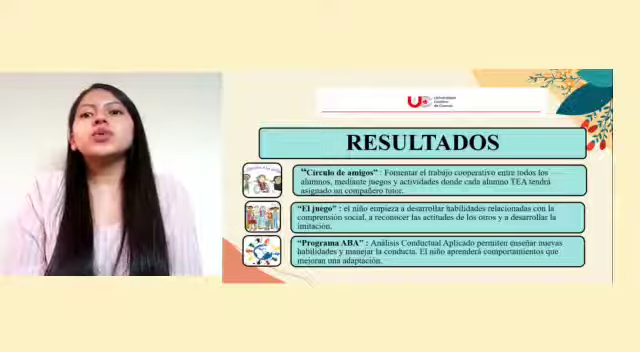 Universidad
Católica
de Cuenca
RESULTADOS
“Círculo de amigos” : Fomentar el trabajo cooperativo entre todos los
alumnos, mediante juegos y actividades donde cada alumno TEA tendrá
asignado un compañero tutor.
“El juego” : el niño empieza a desarrollar habilidades relacionadas con la
comprensión social, a reconocer las actitudes de los otros y a desarrollar la
imitación.
“Programa ABA” : Análisis Conductual Aplicado permiten enseñar nuevas
habilidades y manejar la conducta. El niño aprenderá comportamientos que
mejoran una adaptación.